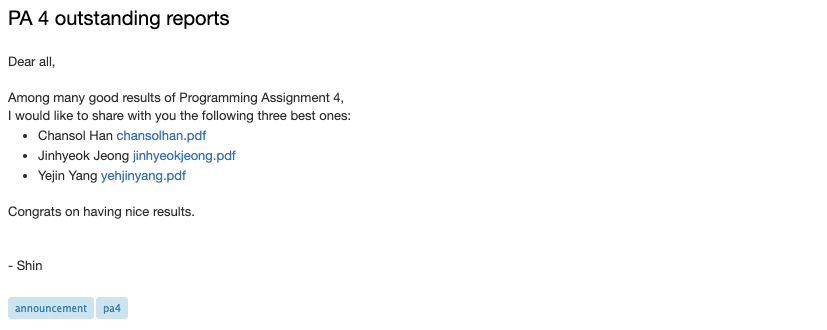 PA 4 outstanding reports
Dear all,
Among many good results of Programming Assignment 4,
I would like to share with you the following three best ones:
• Chansol Han chansolhan.pdf
• Jinhyeok Jeong jinhyeokjeong.pdf
• Yejin Yang yehjinyang.pdf
Congrats on having nice results.
- Shin
announcement pa4